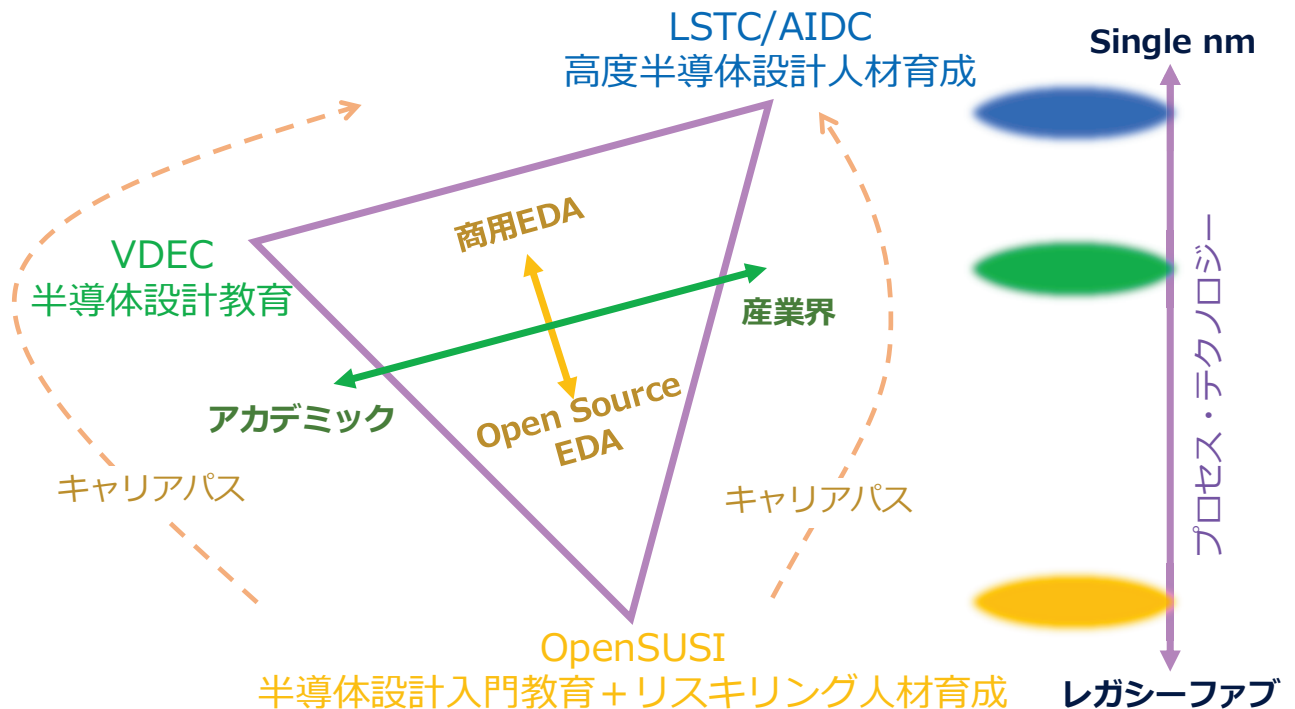 LSTC/AIDC
高度半導体設計人材育成
Single nm
商用EDA
VDEC
半導体設計教育
産業界
アカデミック
Open Source
EDA
キャリアパス
キャリアパス
プロセス・テクノロジー
OpenSUSI
半導体設計入門教育＋リスキリング人材育成
レガシーファブ